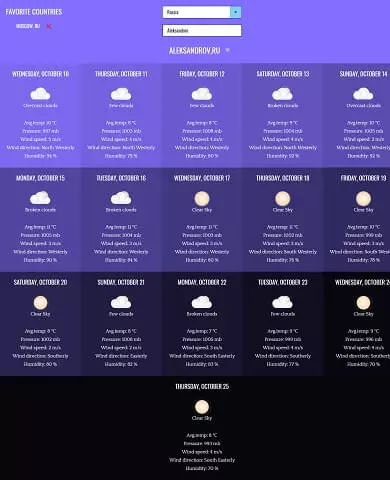 FAVORITE COUNTRIES
Russia
MOSCOW, RU
Aleksandrov
ALEKSANDROV,RU
WEDNESDAY, OCTOBER 10
Overcast clouds
Avg.temp: 10 °C
Pressure: 997 mb
Wind speed: 5 m/s
Wind direction: North Westerly
Humidity: 94 %
THURSDAY, OCTOBER 11
Few clouds
Avg.temp: 8 °C
Pressure: 1003 mb
Wind speed: 4 m/s
Wind direction: North Westerly
Humidity: 75 %
FRIDAY, OCTOBER 12
Few clouds
Avg.temp: 8 °C
Pressure: 1008 mb
Wind speed: 4 m/s
Wind direction: North Westerly
Humidity: 90 %
SATURDAY, OCTOBER 13
Broken clouds
Avg.temp: 9 °C
Pressure: 1004 mb
Wind speed: 4 m/s
Wind direction: North Westerly
Humidity: 92 %
SUNDAY, OCTOBER 14
Overcast clouds
Avg.temp: 10 °C
Pressure: 1005 mb
Wind speed: 2 m/s
Wind direction: North Westerly
Humidity: 92 %
MONDAY, OCTOBER 15
Broken clouds
Avg.temp: 11 °C
Pressure: 1005 mb
Wind speed: 3 m/s
Wind direction: Westerly
Humidity: 90 %
TUESDAY, OCTOBER 16
Broken clouds
Avg.temp: 11 °C
Pressure: 1004 mb
Wind speed: 3 m/s
Wind direction: Westerly
Humidity: 84 %
WEDNESDAY, OCTOBER 17
Clear Sky
Avg.temp: 11 °C
Pressure: 1003 mb
Wind speed: 3 m/s
Wind direction: South Westerly
Humidity: 80 %
THURSDAY, OCTOBER 18
Clear Sky
Avg.temp: 11 °C
Pressure: 1002 mb
Wind speed: 3 m/s
Wind direction: South Westerly
Humidity: 76 %
FRIDAY, OCTOBER 19
Clear Sky
Avg.temp: 10 °C
Pressure: 999 mb
Wind speed: 3 m/s
Wind direction: South Westerly
Humidity: 78 %
SATURDAY, OCTOBER 20
Clear Sky
Avg.temp: 8 °C
Pressure: 1002 mb
Wind speed: 2 m/s
Wind direction: Southerly
Humidity: 80 %
SUNDAY, OCTOBER 21
Few clouds
Avg.temp: 8 °C
Pressure: 1008 mb
Wind speed: 2 m/s
Wind direction: Easterly
Humidity: 82 %
MONDAY, OCTOBER 22
Broken clouds
Avg.temp: 7 °C
Pressure: 1005 mb
Wind speed: 3 m/s
Wind direction: South Easterly
Humidity: 83 %
TUESDAY, OCTOBER 23
Few clouds
Avg.temp: 9 °C
Pressure: 999 mb
Wind speed: 4 m/s
Wind direction: Southerly
Humidity: 77 %
WEDNESDAY, OCTOBER 24
Clear Sky
Avg.temp: 9 °C
Pressure: 996 mb
Wind speed: 4 m/s
Wind direction: Southerly
Humidity: 70 %
THURSDAY, OCTOBER 25
Clear Sky
Avg.temp: 8 °C
Pressure: 993 mb
Wind speed: 4 m/s
Wind direction: South Easterly
Humidity: 70 %